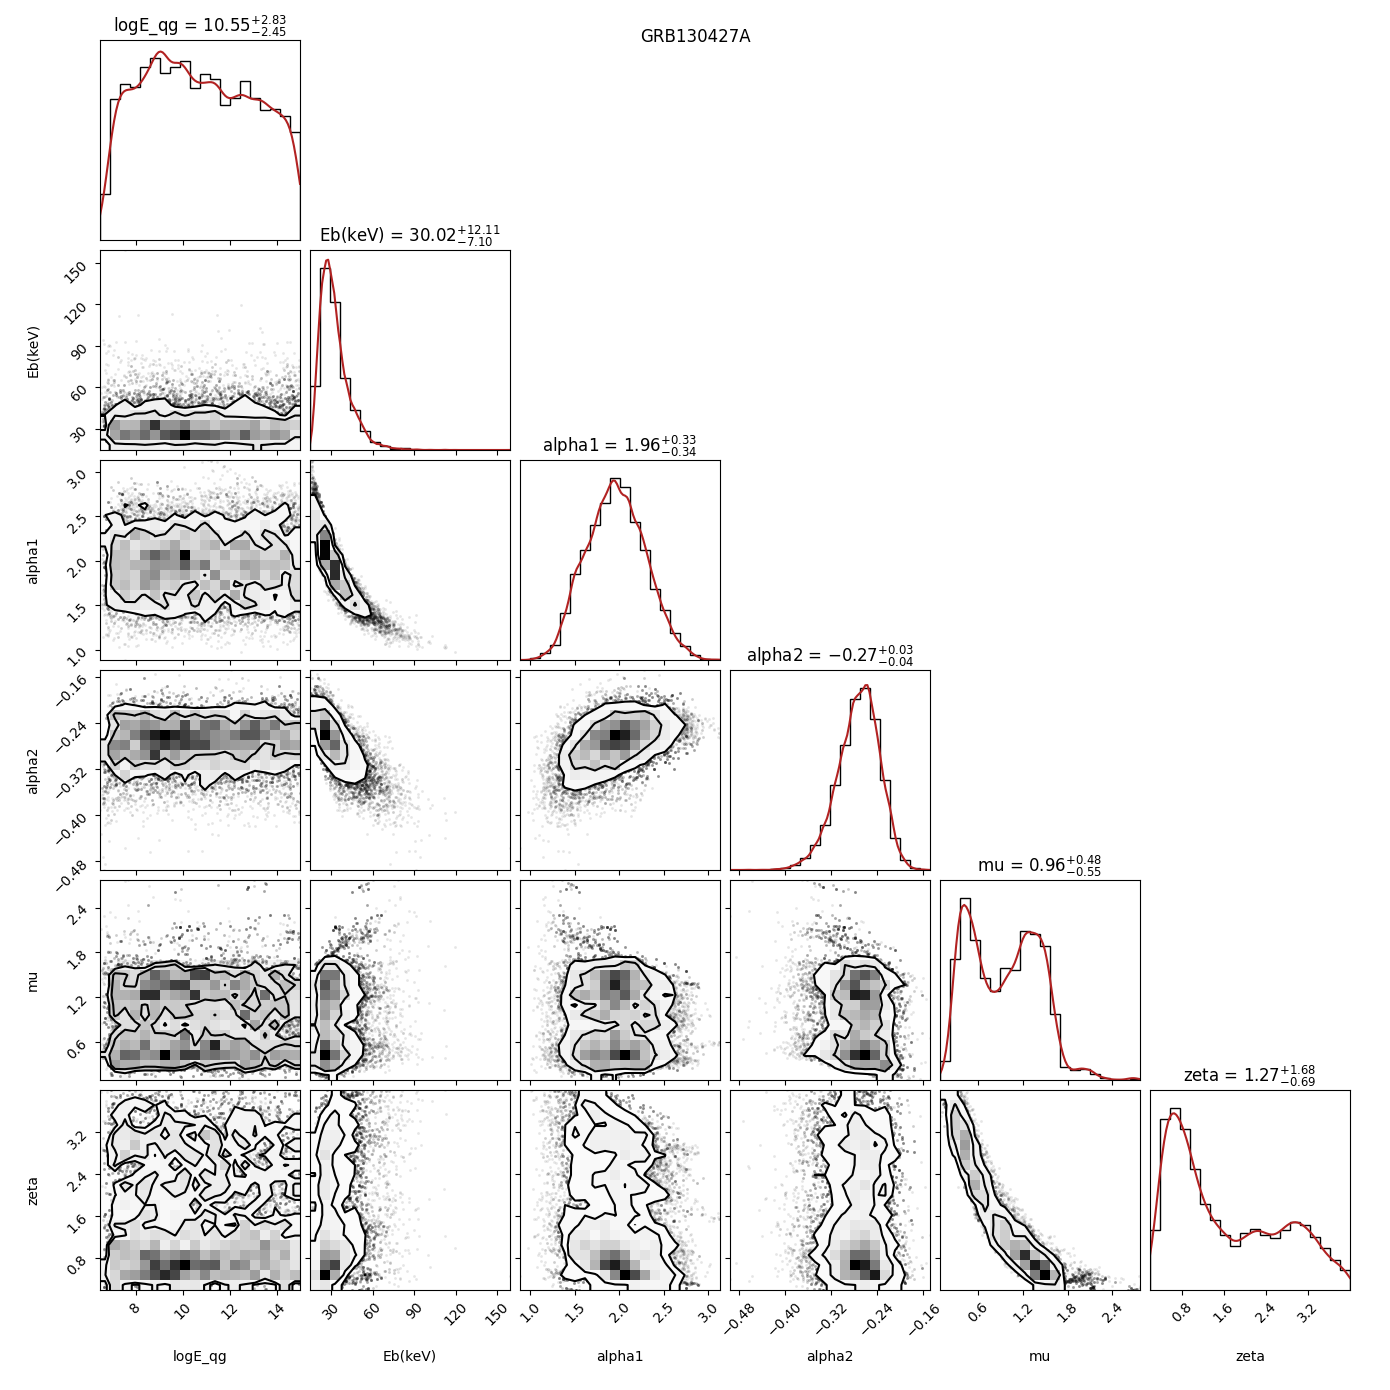 GRB130427A
logE_qg = 10.55+2.83−2.45
Eb(keV) = 30.02+12.11−7.10
150
120
90
60
30
Eb(keV)
alpha1 = 1.96+0.33−0.34
3.0
2.5
2.0
1.5
1.0
alpha1
alpha2 = −0.27+0.03−0.04
−0.16
−0.24
−0.32
−0.40
−0.48
alpha2
mu = 0.96+0.48−0.55
2.4
1.8
1.2
0.6
mu
zeta = 1.27+1.68−0.69
3.2
2.4
1.6
0.8
zeta
8 10 12 14
30 60 90 120 150
1.0 1.5 2.0 2.5 3.0
−0.48 −0.40 −0.32 −0.24 −0.16
0.6 1.2 1.8 2.4
0.8 1.6 2.4 3.2
logE_qg
Eb(keV)
alpha1
alpha2
mu
zeta